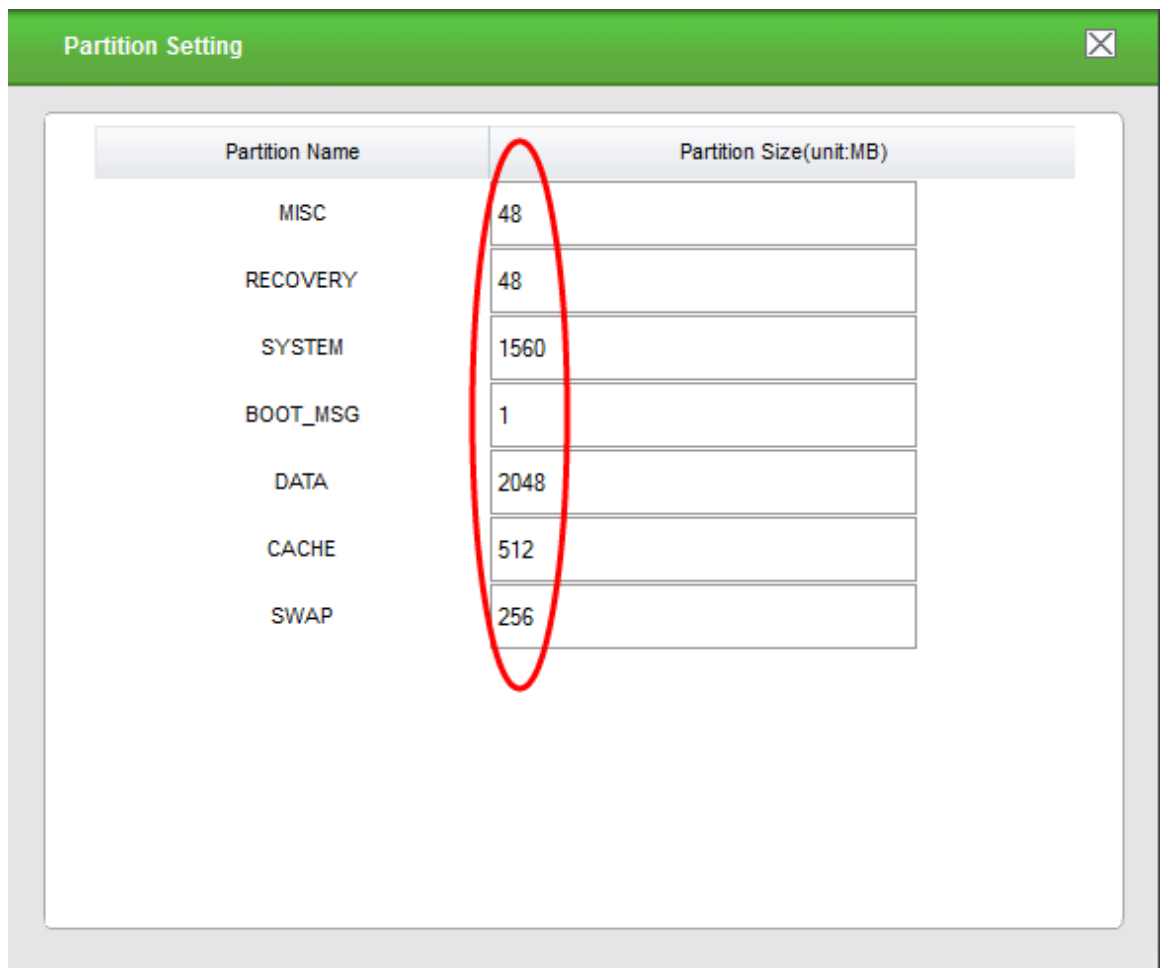 Partition Setting
Partition Name Partition Size(unit:MB)
MISC 48
RECOVERY 48
SYSTEM 1560
BOOT_MSG 1
DATA 2048
CACHE 512
SWAP 256